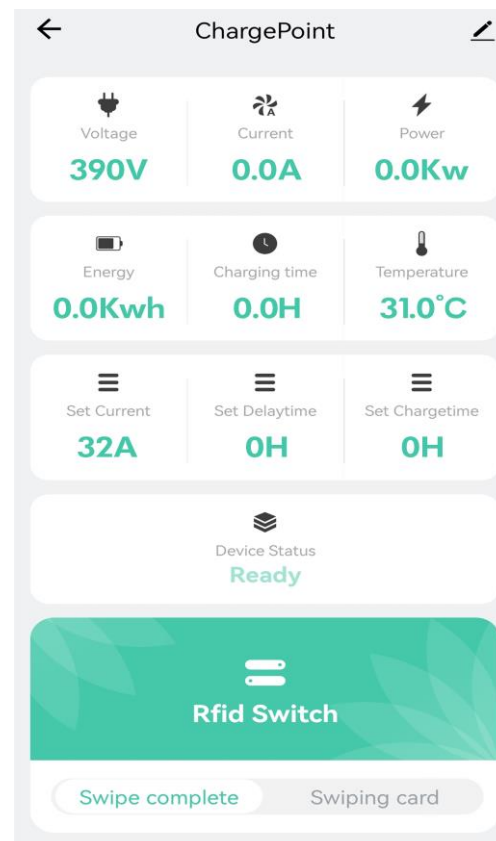 ChargePoint
Voltage Current Power
390V 0.0A 0.0Kw
Energy Charging time Temperature
0.0Kwh 0.0H 31.0°C
Set Current Set Delaytime Set Chargetime
32A 0H 0H
Device Status
Ready
Rfid Switch
Swipe complete Swiping card